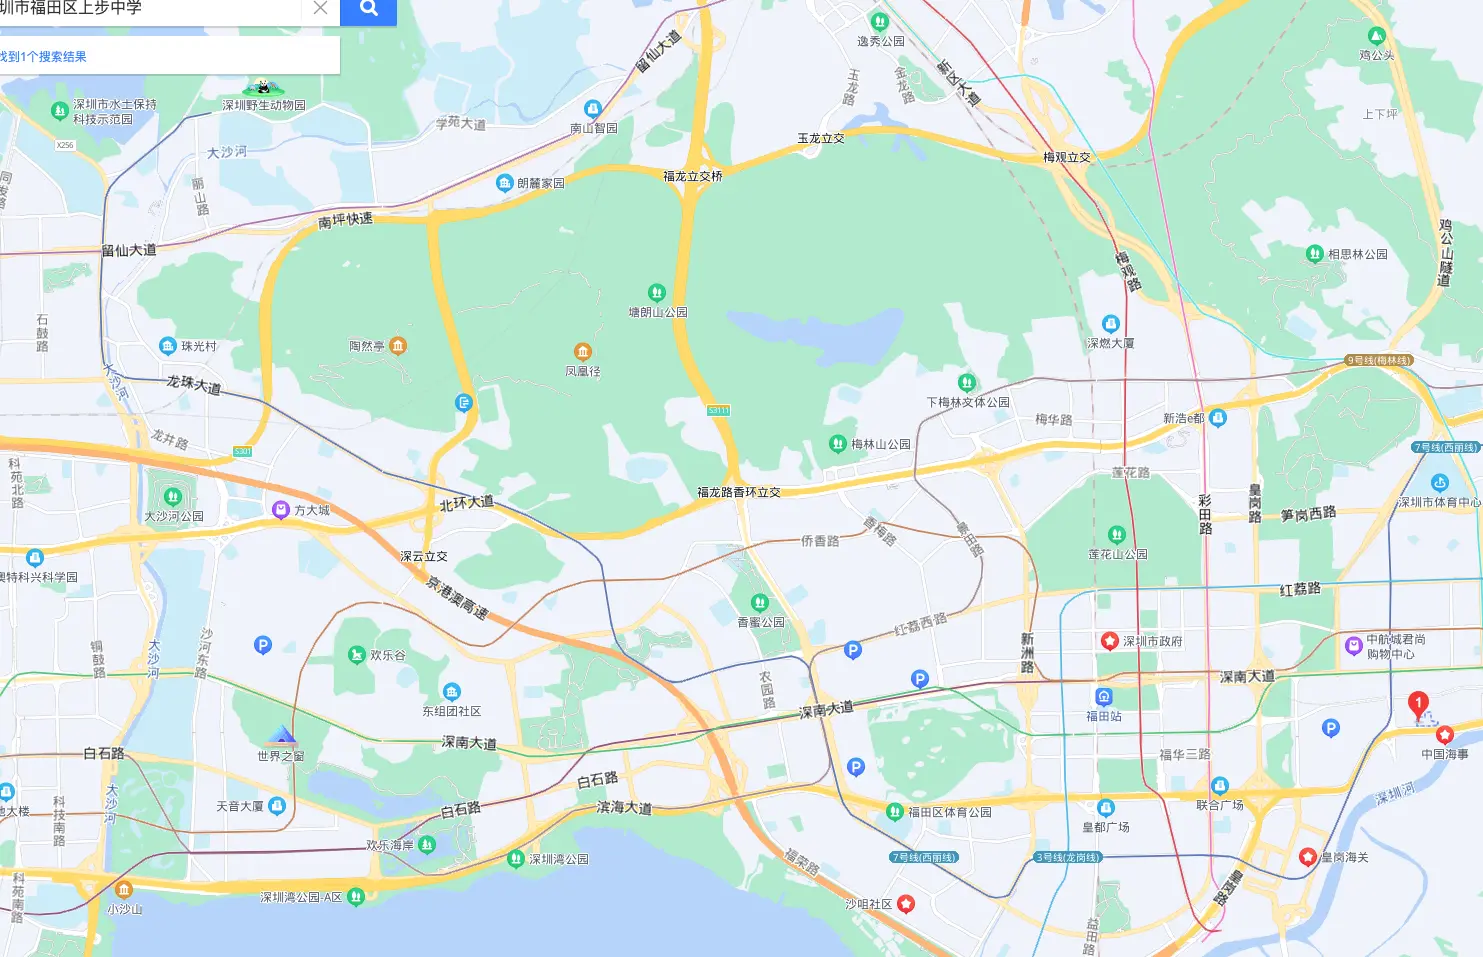 圳市福田区上步中学
找到1个搜索结果
深圳市水土保持
科技示范园
深圳野生动物园
X256
大沙河
学苑大道
留仙大道
南山智园
逸秀公园
玉龙路
金龙路
新区大道
鸡公头
上下坪
玉龙立交
梅观立交
福龙立交桥
朗麓家园
丽山路
南坪快速
留仙大道
鸡公山隧道
相思林公园
梅观路
塘朗山公园
石鼓路
珠光村
陶然亭
凤凰径
深燃大厦
9号线(梅林线)
大沙河
龙珠大道
下梅林文体公园
S3111
梅华路
新浩e都
龙井路
S301
梅林山公园
7号线(西丽线)
科苑北路
莲花路
福龙路香环立交
彩田路
皇岗路
深圳市体育中心
大沙河公园
方大城
北环大道
笋岗西路
香梅路
侨香路
景田路
深云立交
莲花山公园
奥特科兴科学园
京港澳高速
红荔路
香蜜公园
红荔西路
铜鼓路
大沙河
沙河东路
欢乐谷
新洲路
深圳市政府
中航城君尚
购物中心
农园路
深南大道
东组团社区
深南大道
福田站
1
深南大道
世界之窗
白石路
福华三路
中国海事
白石路
地大楼
大沙河
科技南路
天音大厦
白石路
滨海大道
联合广场
深圳河
福田区体育公园
皇都广场
欢乐海岸
深圳湾公园
福荣路
7号线(西丽线)
3号线(龙岗线)
皇岗海关
科苑南路
小沙山
深圳湾公园-A区
沙咀社区
皇岗路
益田路